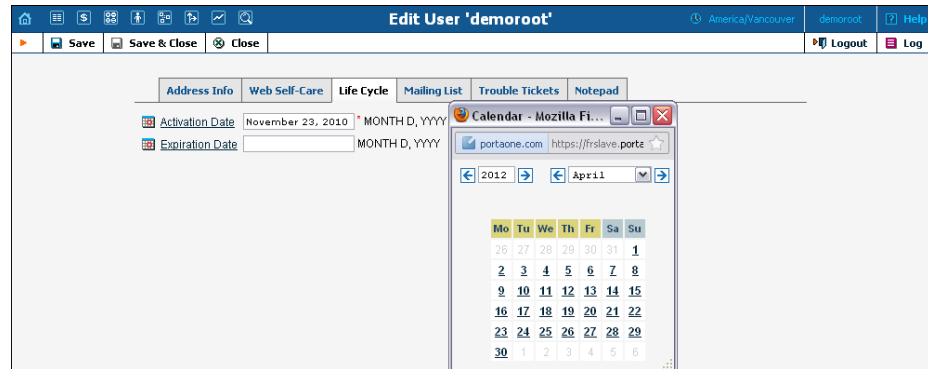 Edit User 'demoroot'
America/Vancouver
demoroot
? Help
Save
Save & Close
Close
Logout
Log
Address Info
Web Self-Care
Life Cycle
Mailing List
Trouble Tickets
Notepad
Activation Date November 23, 2010 * MONTH D, YYYY
Expiration Date MONTH D, YYYY
Calendar - Mozilla Fi...
portaone.com https://frslave.porta
2012 April
Mo Tu We Th Fr Sa Su
26 27 28 29 30 31 1
2 3 4 5 6 7 8
9 10 11 12 13 14 15
16 17 18 19 20 21 22
23 24 25 26 27 28 29
30 1 2 3 4 5 6